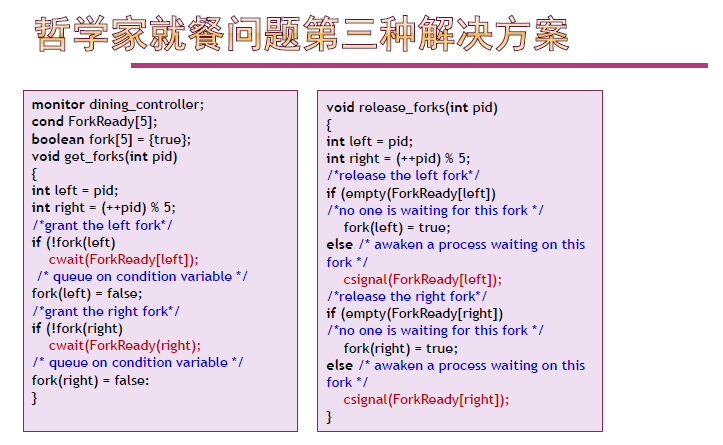 哲学家就餐问题第三种解决方案
monitor dining_controller;
cond ForkReady[5];
boolean fork[5] = {true};
void get_forks(int pid)
{
int left = pid;
int right = (++pid) % 5;
/*grant the left fork*/
if (!fork(left)
cwait(ForkReady[left]);
/* queue on condition variable */
fork(left) = false;
/*grant the right fork*/
if (!fork(right)
cwait(ForkReady(right);
/* queue on condition variable */
fork(right) = false:
}
void release_forks(int pid)
{
int left = pid;
int right = (++pid) % 5;
/*release the left fork*/
if (empty(ForkReady[left])
/*no one is waiting for this fork */
fork(left) = true;
else /* awaken a process waiting on this
fork */
csignal(ForkReady[left]);
/*release the right fork*/
if (empty(ForkReady[right])
/*no one is waiting for this fork */
fork(right) = true;
else /* awaken a process waiting on this
fork */
csignal(ForkReady[right]);
}